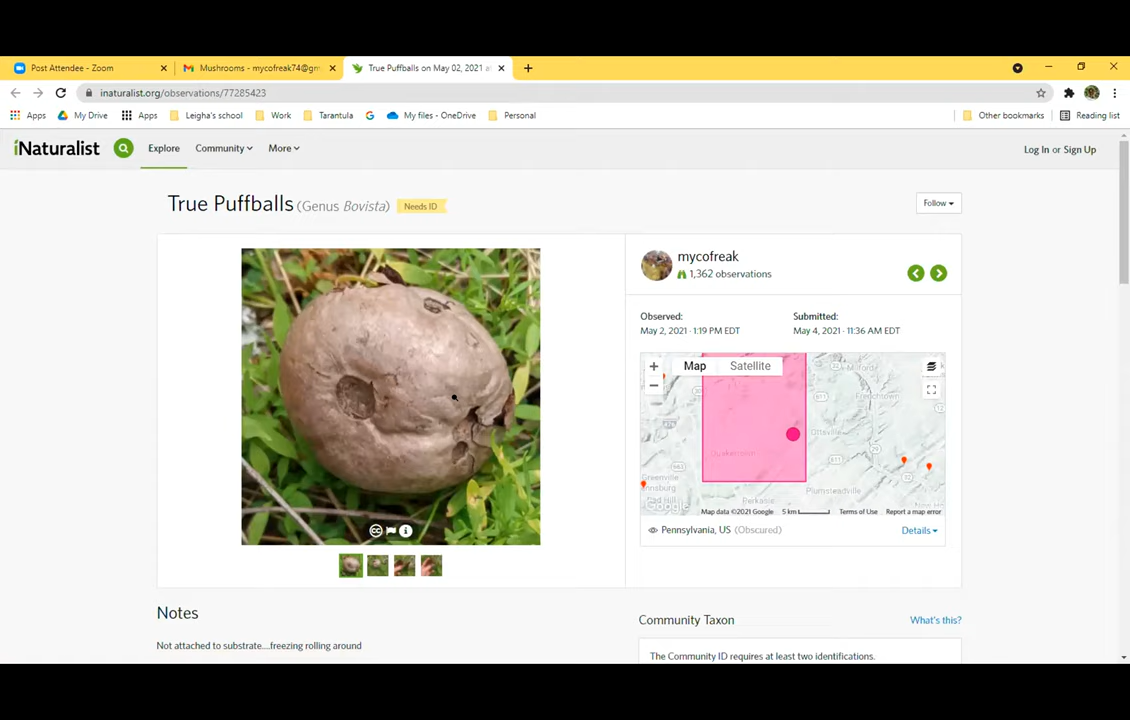 Post Attendee - Zoom
Mushrooms - mycofreak74@gm
True Puffballs on May 02, 2021 a
inaturalist.org/observations/77285423
Apps
My Drive
Apps
Leigha's school
Work
Tarantula
My files - OneDrive
Personal
Other bookmarks
Reading list
iNaturalist
Explore
Community
More
Log In or Sign Up
True Puffballs (Genus Bovista) Needs ID
Follow
mycofreak
1,362 observations
Observed:
May 2, 2021 · 1:19 PM EDT
Submitted:
May 4, 2021 · 11:36 AM EDT
Map
Satellite
Milford
Frenchtown
Ottsville
Quakertown
Plumsteadville
Perkasie
Map data ©2021 Google
5 km
Terms of Use
Report a map error
Pennsylvania, US (Obscured)
Details
Notes
Not attached to substrate....freezing rolling around
Community Taxon
What's this?
The Community ID requires at least two identifications.